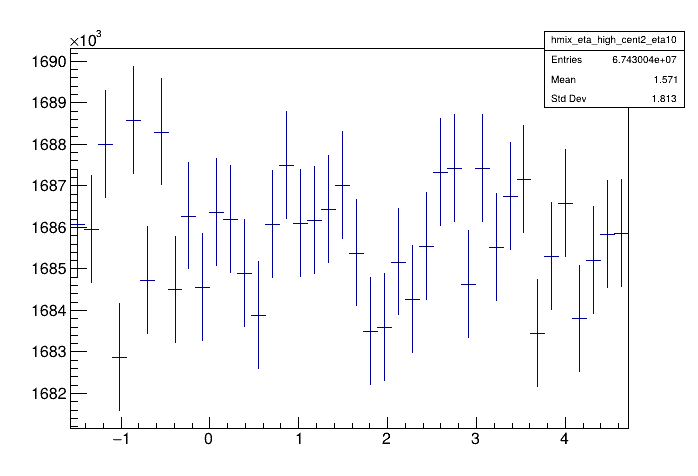 ×10³
hmix_eta_high_cent2_eta10
Entries 6.743004e+07
Mean 1.571
Std Dev 1.813
1690
1689
1688
1687
1686
1685
1684
1683
1682
−1 0 1 2 3 4